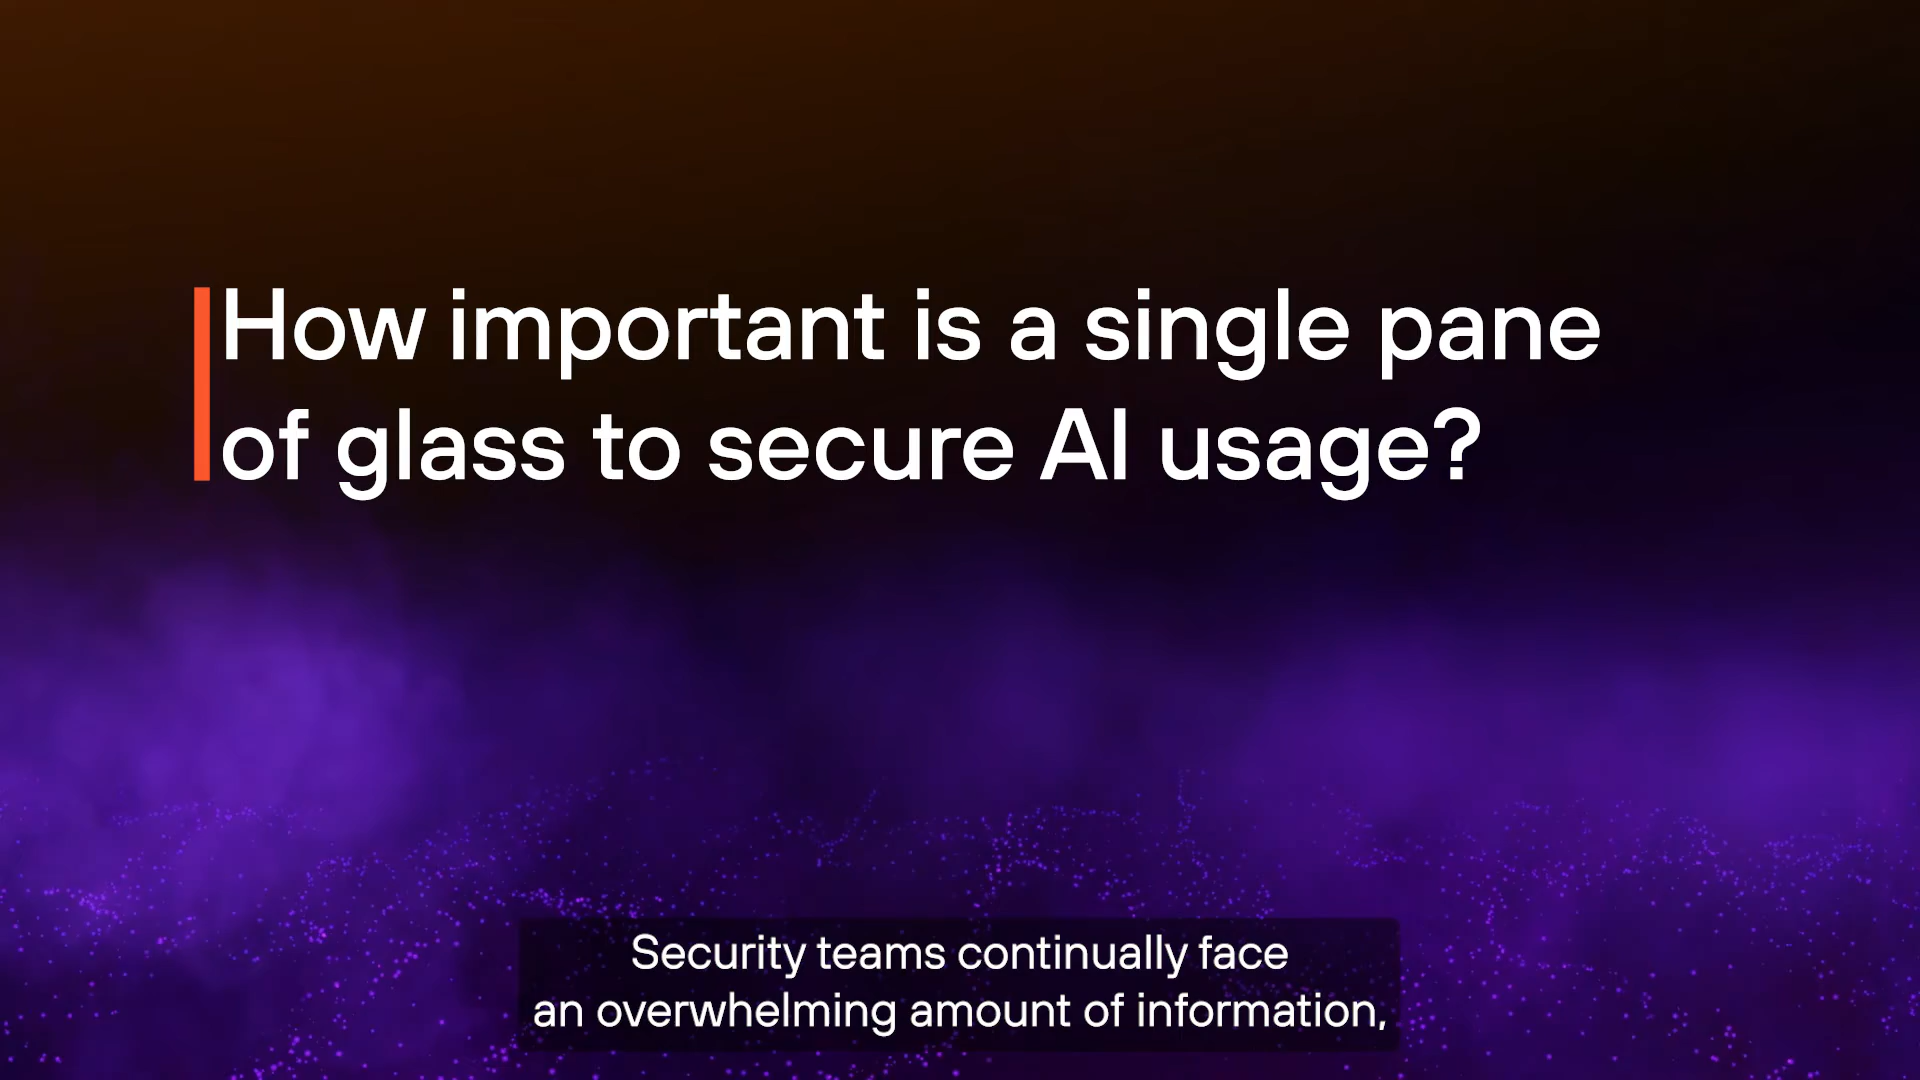 How important is a single pane
of glass to secure AI usage?
Security teams continually face
an overwhelming amount of information,